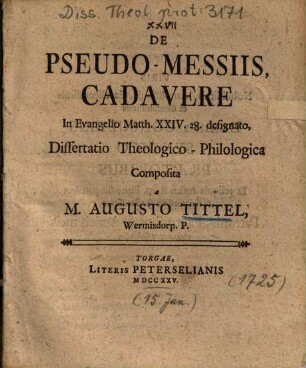 Diss. Theol prot: 3171
XXVII
DE
PSEUDO-MESSIIS,
CADAVERE
In Evangelio Matth. XXIV. 28. designato,
Dissertatio Theologico - Philologica
Composita
a
M. AUGUSTO TITTEL,
Wermisdorp. P.
TORGAE,
LITERIS PETERSELIANIS
MDCCXXV.
(1725)
(15. Jan.)